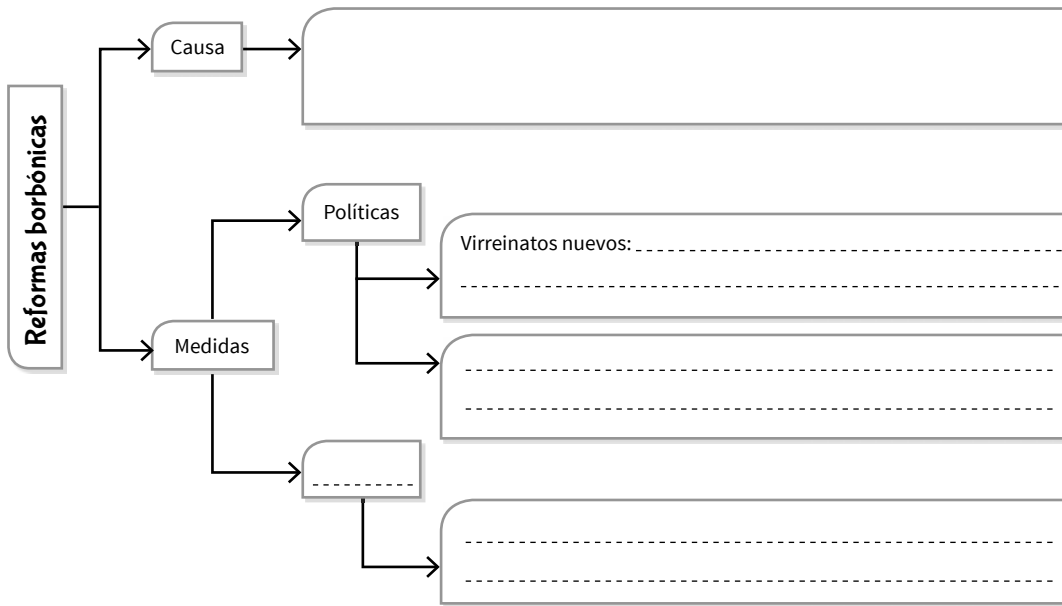 Reformas borbónicas
Causa
Medidas
Políticas
Virreinatos nuevos: